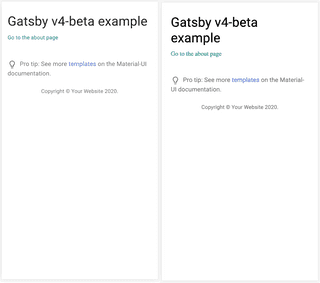 Gatsby v4-beta example
Go to the about page
Pro tip: See more templates on the Material-UI
documentation.
Copyright © Your Website 2020.
Gatsby v4-beta
example
Go to the about page
Pro tip: See more templates on the Material-
UI documentation.
Copyright © Your Website 2020.